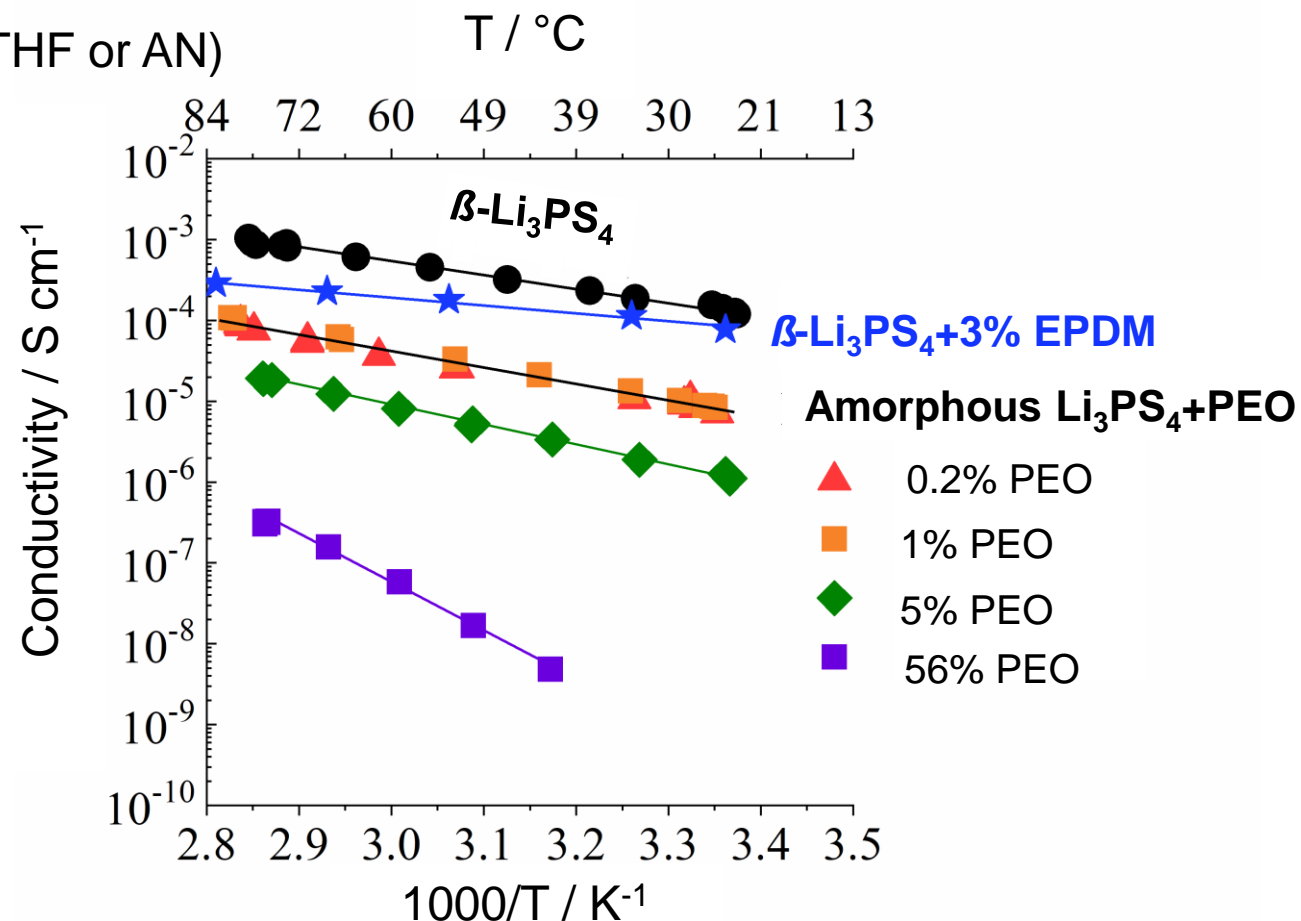 THF or AN)
T / °C
84 72 60 49 39 30 21 13
10⁻²
10⁻³
10⁻⁴
10⁻⁵
10⁻⁶
10⁻⁷
10⁻⁸
10⁻⁹
10⁻¹⁰
Conductivity / S cm⁻¹
ß-Li₃PS₄
ß-Li₃PS₄+3% EPDM
Amorphous Li₃PS₄+PEO
0.2% PEO
1% PEO
5% PEO
56% PEO
2.8 2.9 3.0 3.1 3.2 3.3 3.4 3.5
1000/T / K⁻¹